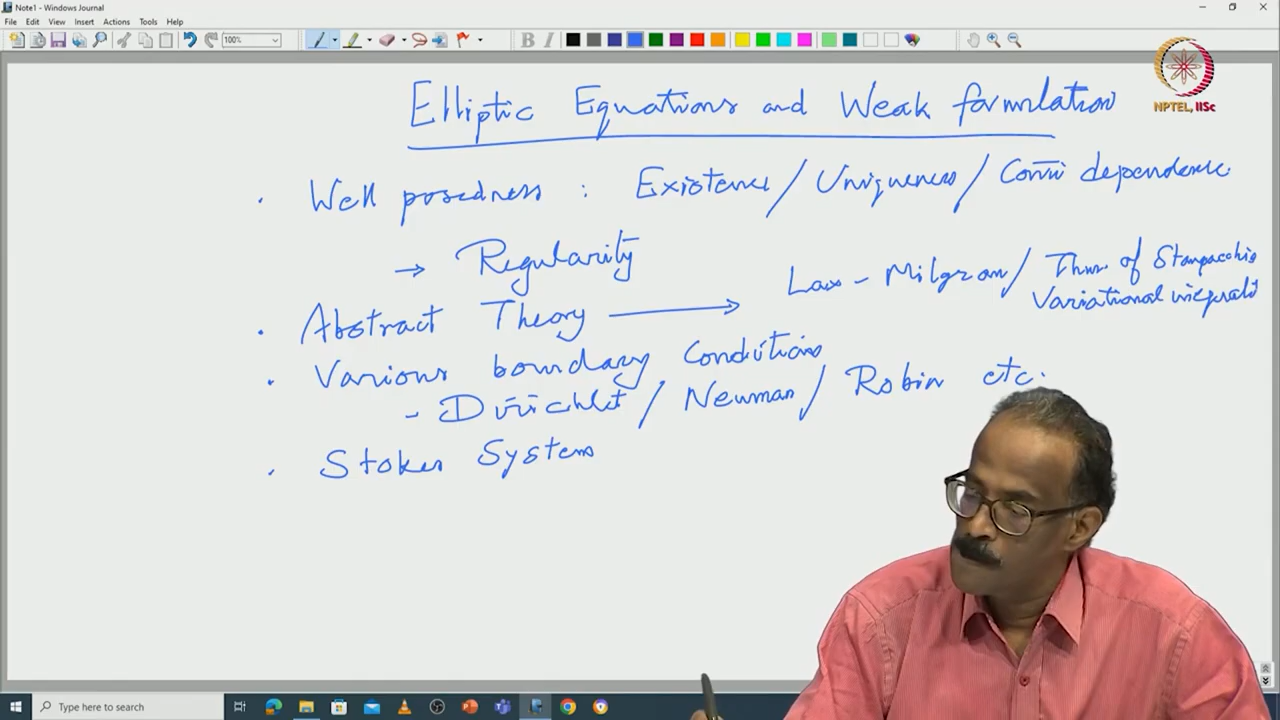 Note1 - Windows Journal
File Edit View Insert Actions Tools Help
100%
B I
NPTEL, IISc
Elliptic Equations and Weak formulation
. Well posedness : Existence / Uniqueness / Conti dependence.
→ Regularity
. Abstract Theory → Lax - Milgram / Thm. of Stampacchia
Variational inequaliti
. Various boundary Conditions
- Dirichlet / Neuman / Robin etc.
. Stokes System
Type here to search